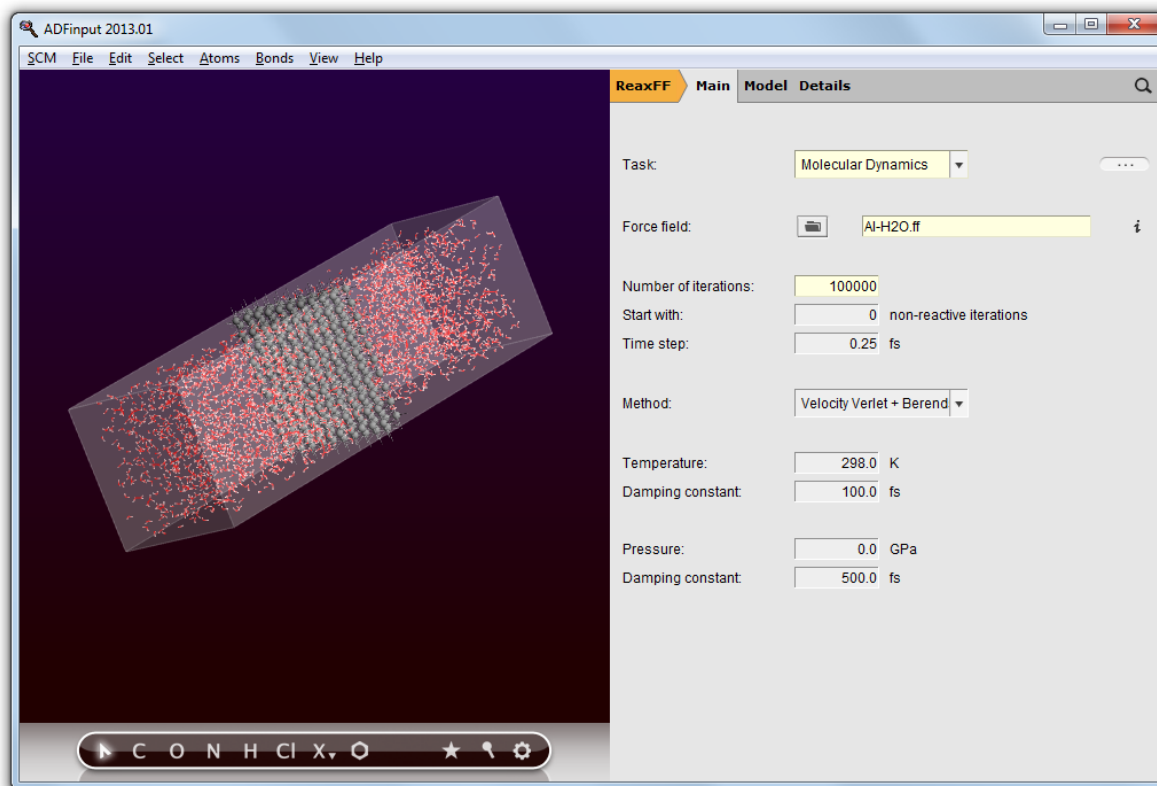 ADFinput 2013.01
SCM File Edit Select Atoms Bonds View Help
ReaxFF Main Model Details
Task: Molecular Dynamics ...
Force field: Al-H2O.ff i
Number of iterations: 100000
Start with: 0 non-reactive iterations
Time step: 0.25 fs
Method: Velocity Verlet + Berend
Temperature: 298.0 K
Damping constant: 100.0 fs
Pressure: 0.0 GPa
Damping constant: 500.0 fs
C O N H Cl X